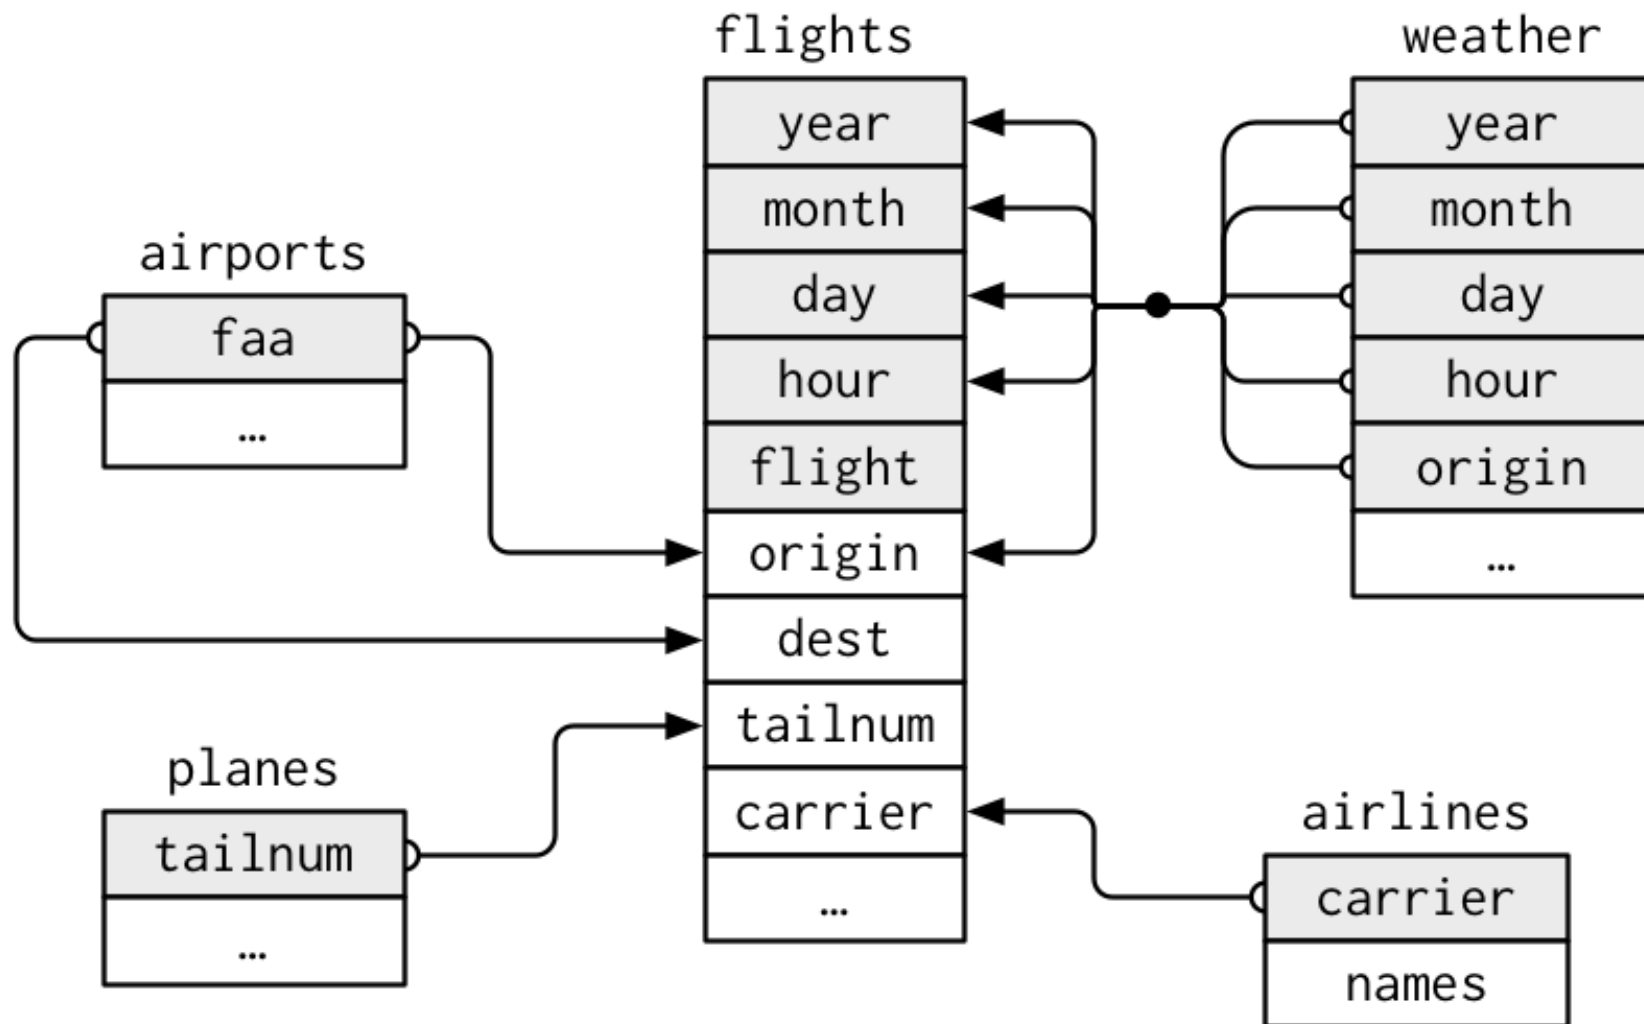 flights
year
month
day
hour
flight
origin
dest
tailnum
carrier
…
weather
year
month
day
hour
origin
…
airports
faa
…
planes
tailnum
…
airlines
carrier
names